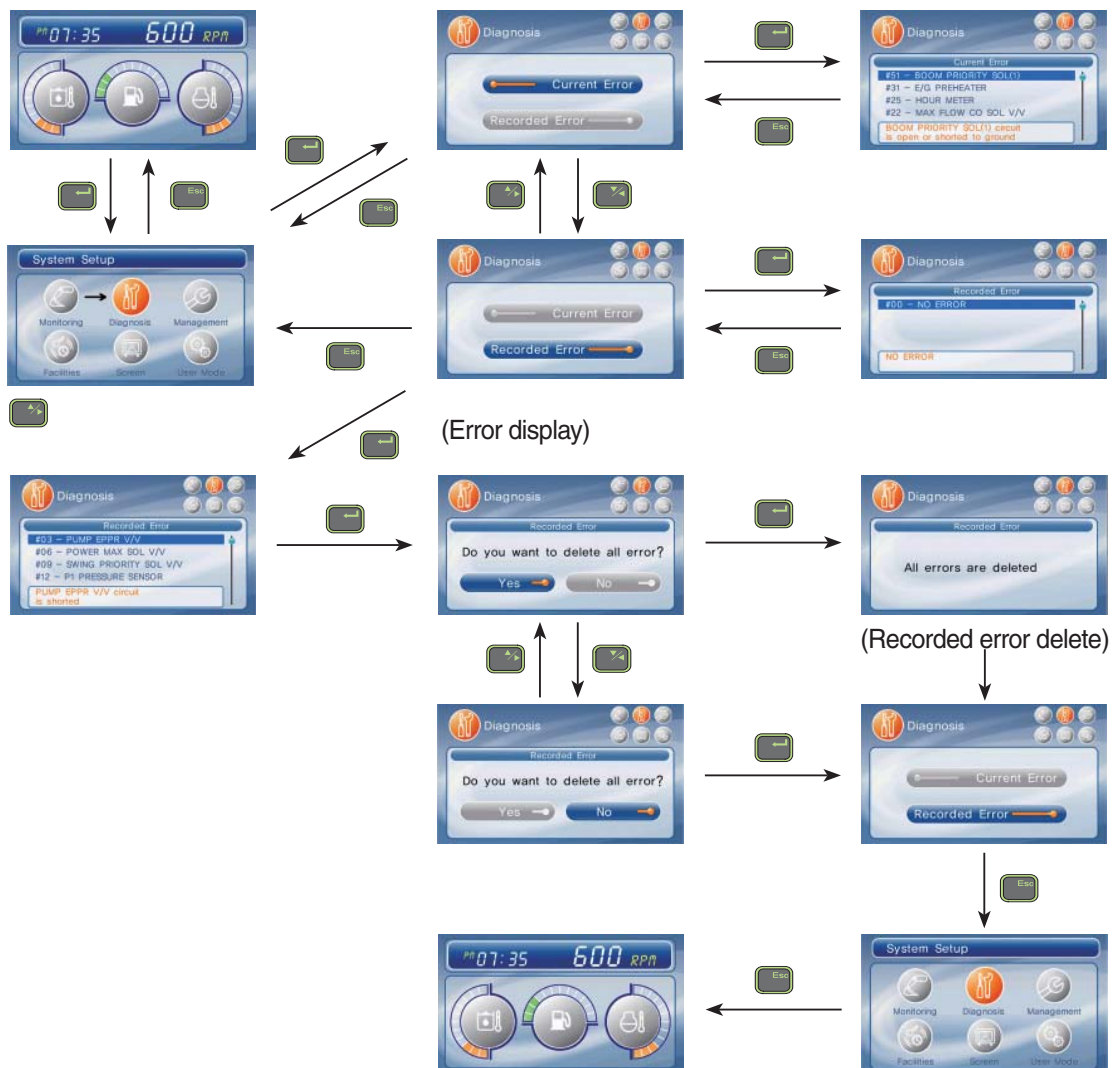 PM 07:35 600 RPM
Diagnosis
Current Error
Recorded Error
Diagnosis
Current Error
#51 - BOOM PRIORITY SOL(1)
#31 - E/G PREHEATER
#25 - HOUR METER
#22 - MAX FLOW CO SOL V/V
BOOM PRIORITY SOL(1) circuit
is open or shorted to ground
Esc
Esc
Esc
System Setup
Monitoring Diagnosis Management
Facilities Screen User Mode
Esc
Diagnosis
Current Error
Recorded Error
Esc
Diagnosis
Recorded Error
#00 - NO ERROR
NO ERROR
(Error display)
Diagnosis
Recorded Error
#03 - PUMP EPPR V/V
#06 - POWER MAX SOL V/V
#09 - SWING PRIORITY SOL V/V
#12 - P1 PRESSURE SENSOR
PUMP EPPR V/V circuit
is shorted
Diagnosis
Recorded Error
Do you want to delete all error?
Yes No
Diagnosis
Recorded Error
All errors are deleted
(Recorded error delete)
Diagnosis
Recorded Error
Do you want to delete all error?
Yes No
Diagnosis
Current Error
Recorded Error
Esc
PM 07:35 600 RPM
Esc
System Setup
Monitoring Diagnosis Management
Facilities Screen User Mode